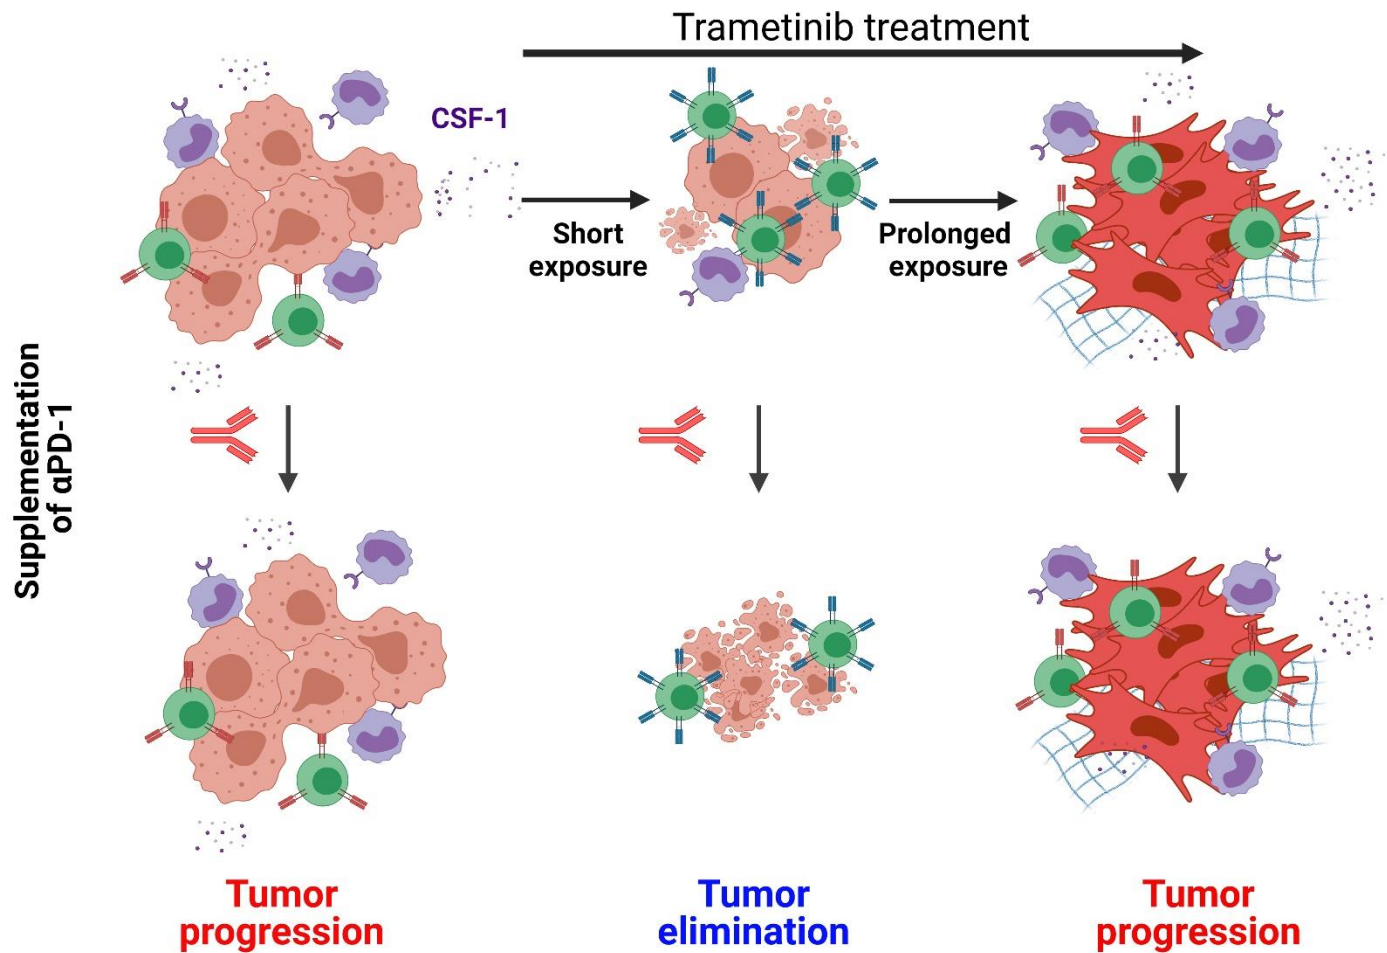 Trametinib treatment
CSF-1
Short
exposure
Prolonged
exposure
Supplementation
of αPD-1
Tumor
progression
Tumor
elimination
Tumor
progression